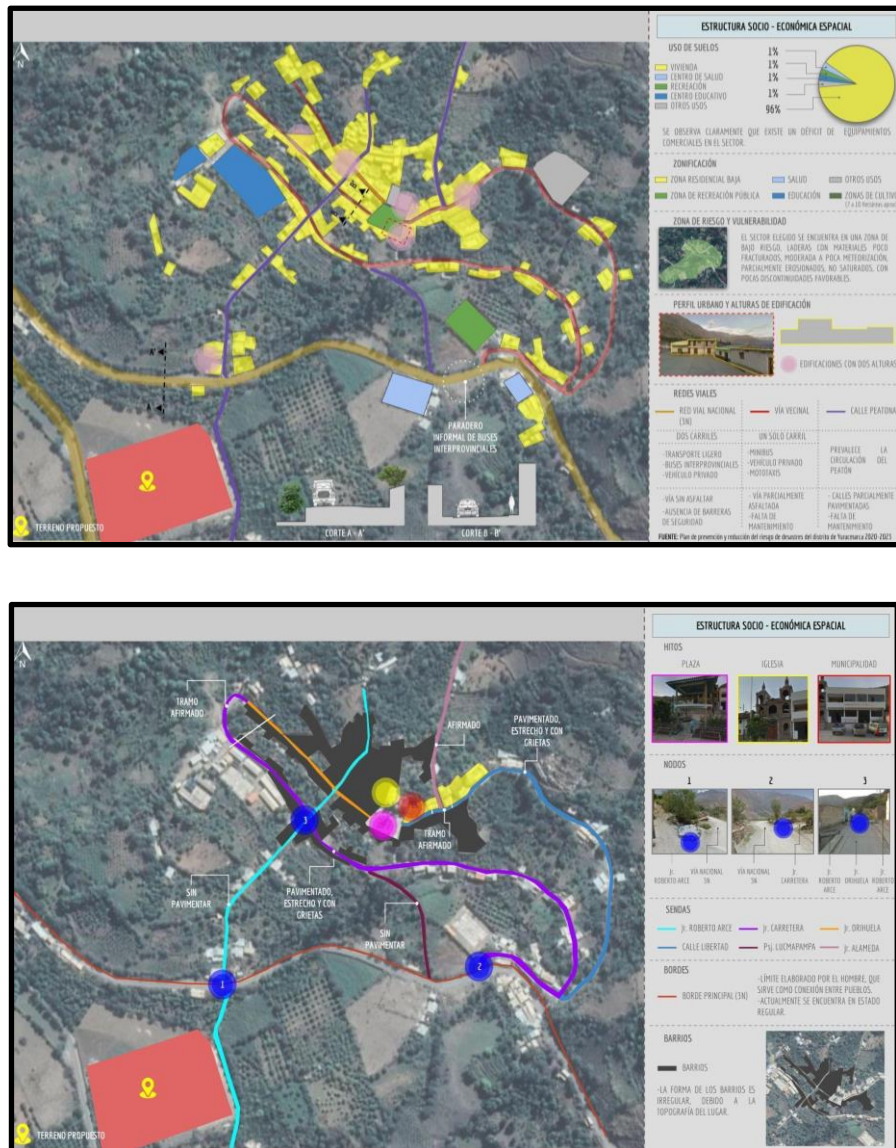 N
ESTRUCTURA SOCIO - ECONÓMICA ESPACIAL
USO DE SUELOS
VIVIENDA
CENTRO DE SALUD
RECREACIÓN
CENTRO EDUCATIVO
OTROS USOS
1%
1%
1%
1%
96%
SE OBSERVA CLARAMENTE QUE EXISTE UN DÉFICIT DE EQUIPAMIENTOS
COMERCIALES EN EL SECTOR.
ZONIFICACIÓN
ZONA RESIDENCIAL BAJA
SALUD
OTROS USOS
ZONA DE RECREACIÓN PÚBLICA
EDUCACIÓN
ZONAS DE CULTIVO
ZONA DE RIESGO Y VULNERABILIDAD
EL SECTOR ELEGIDO SE ENCUENTRA EN UNA ZONA DE
BAJO RIESGO, LADERAS CON MATERIALES POCO
FRACTURADOS, MODERADA A POCA METEORIZACIÓN,
PARCIALMENTE EROSIONADOS, NO SATURADOS, CON
POCAS DISCONTINUIDADES FAVORABLES.
PERFIL URBANO Y ALTURAS DE EDIFICACIÓN
EDIFICACIONES CON DOS ALTURAS
REDES VIALES
RED VIAL NACIONAL
(3N)
VÍA VECINAL
CALLE PEATONA
DOS CARRILES
UN SOLO CARRIL
-TRANSPORTE LIGERO
-BUSES INTERPROVINCIALES
-VEHÍCULO PRIVADO
-MINIBUS
-VEHÍCULO PRIVADO
-MOTOTAXIS
PREVALECE LA
CIRCULACIÓN DEL
PEATÓN
-VÍA SIN ASFALTAR
-AUSENCIA DE BARRERAS
DE SEGURIDAD
-VÍA PARCIALMENTE
ASFALTADA
-FALTA DE
MANTENIMIENTO
- CALLES PARCIALMENTE
PAVIMENTADAS
-FALTA DE
MANTENIMIENTO
FUENTE: Plan de prevención y reducción del riesgo de desastres del distrito de Yuracmarca 2020-2023
A'
A
PARADERO
INFORMAL DE BUSES
INTERPROVINCIALES
TERRENO PROPUESTO
CORTE A - A'
CORTE B - B'
N
ESTRUCTURA SOCIO - ECONÓMICA ESPACIAL
HITOS
PLAZA
IGLESIA
MUNICIPALIDAD
NODOS
1
2
3
Jr.
ROBERTO ARCE
VÍA NACIONAL
3N
VÍA NACIONAL
3N
Jr.
CARRETERA
Jr.
ROBERTO
ARCE
Jr.
ORIHUELA
Jr.
ROBERTO
ARCE
SENDAS
Jr. ROBERTO ARCE
Jr. CARRETERA
Jr. ORIHUELA
CALLE LIBERTAD
Psj. LUCMAPAMPA
Jr. ALAMEDA
BORDES
BORDE PRINCIPAL (3N)
-LÍMITE ELABORADO POR EL HOMBRE, QUE
SIRVE COMO CONEXIÓN ENTRE PUEBLOS.
-ACTUALMENTE SE ENCUENTRA EN ESTADO
REGULAR.
BARRIOS
BARRIOS
-LA FORMA DE LOS BARRIOS ES
IRREGULAR, DEBIDO A LA
TOPOGRAFÍA DEL LUGAR.
TRAMO
AFIRMADO
AFIRMADO
PAVIMENTADO,
ESTRECHO Y CON
GRIETAS
3
TRAMO
AFIRMADO
SIN
PAVIMENTAR
PAVIMENTADO,
ESTRECHO Y CON
GRIETAS
SIN
PAVIMENTAR
2
1
TERRENO PROPUESTO